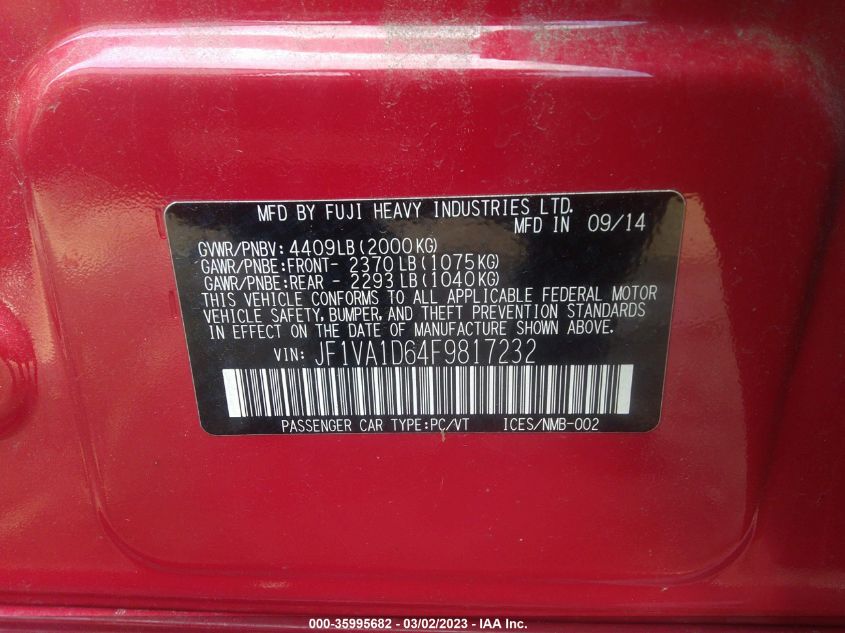 MFD BY FUJI HEAVY INDUSTRIES LTD.
MFD IN 09/14
GVWR/PNBV: 4409LB(2000KG)
GAWR/PNBE:FRONT- 2370LB(1075KG)
GAWR/PNBE:REAR - 2293LB(1040KG)
THIS VEHICLE CONFORMS TO ALL APPLICABLE FEDERAL MOTOR
VEHICLE SAFETY, BUMPER, AND THEFT PREVENTION STANDARDS
IN EFFECT ON THE DATE OF MANUFACTURE SHOWN ABOVE.
VIN: JF1VA1D64F9817232
PASSENGER CAR TYPE:PC/VT ICES/NMB-002
000-35995682 - 03/02/2023 - IAA Inc.